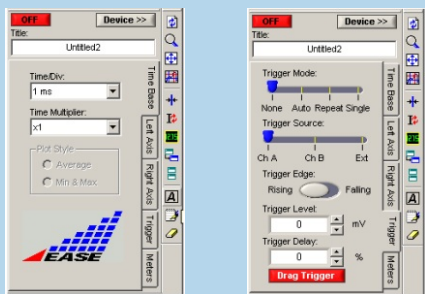 OFF
Device >>
Title:
Untitled2
Time/Div:
1 ms
Time Multiplier:
x1
Plot Style
Average
Min & Max
EASE
Time Base
Left Axis
Right Axis
Trigger
Meters
A
OFF
Device >>
Title:
Untitled2
Trigger Mode:
None Auto Repeat Single
Trigger Source:
Ch A Ch B Ext
Trigger Edge:
Rising Falling
Trigger Level:
0 mV
Trigger Delay:
0 %
Drag Trigger
Time Base
Left Axis
Right Axis
Trigger
Meters
A